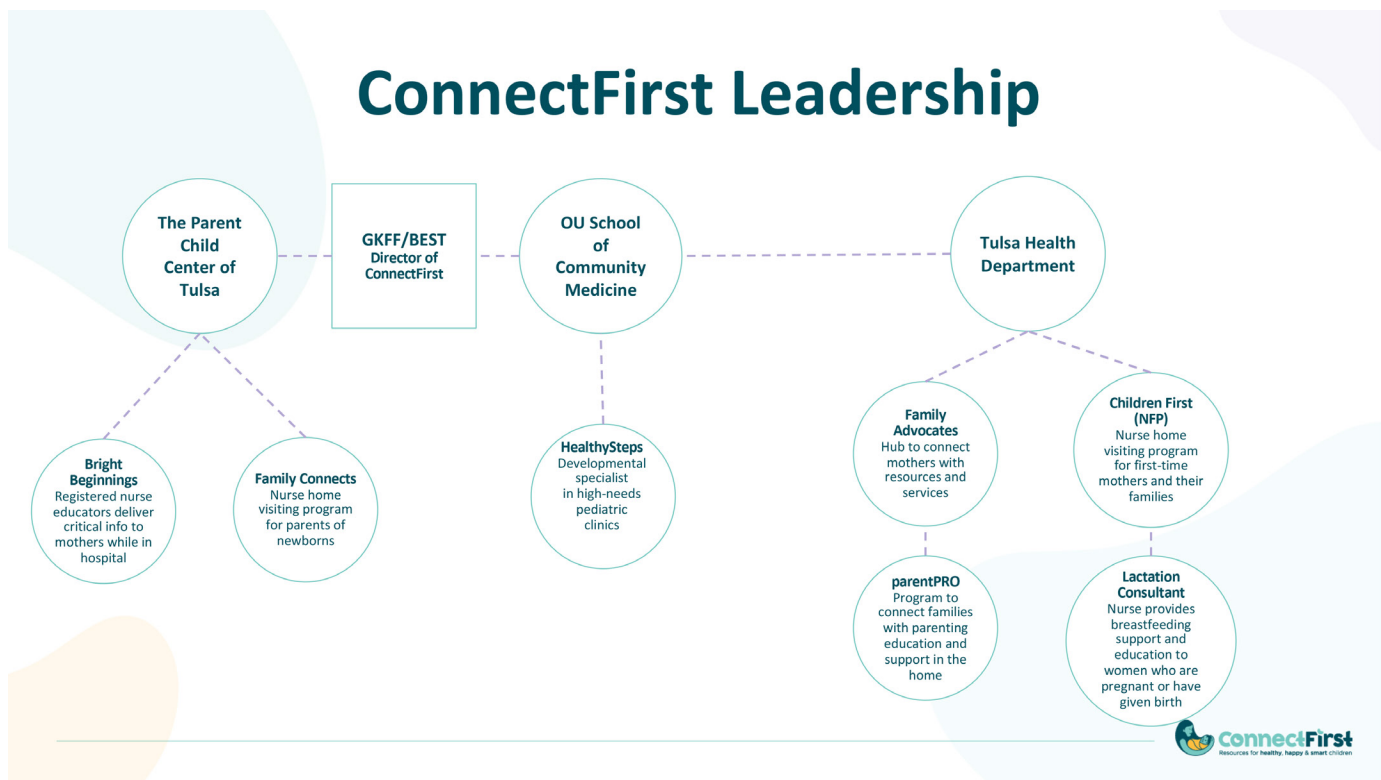 ConnectFirst Leadership
The Parent
Child
Center of
Tulsa
GKFF/BEST
Director of
ConnectFirst
OU School
of
Community
Medicine
Tulsa Health
Department
Bright
Beginnings
Registered nurse
educators deliver
critical info to
mothers while in
hospital
Family Connects
Nurse home
visiting program
for parents of
newborns
HealthySteps
Developmental
specialist
in high-needs
pediatric
clinics
Family
Advocates
Hub to connect
mothers with
resources and
services
Children First
(NFP)
Nurse home
visiting program
for first-time
mothers and their
families
parentPRO
Program to
connect families
with parenting
education and
support in the
home
Lactation
Consultant
Nurse provides
breastfeeding
support and
education to
women who are
pregnant or have
given birth
ConnectFirst
Resources for healthy, happy & smart children